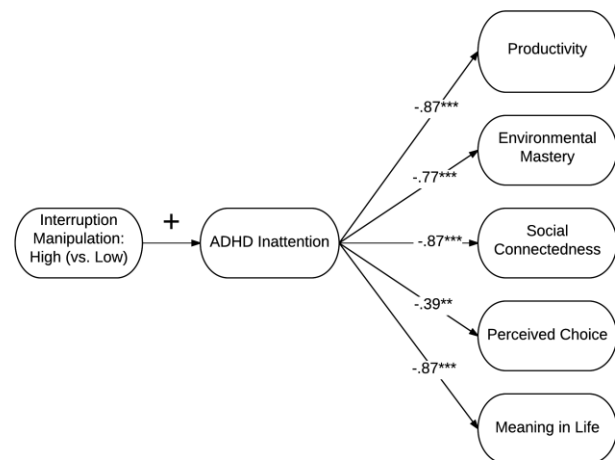 Productivity
-.87***
Environmental
Mastery
-.77***
Interruption
Manipulation:
High (vs. Low)
+
ADHD Inattention
-.87***
Social
Connectedness
-.39**
Perceived Choice
-.87***
Meaning in Life